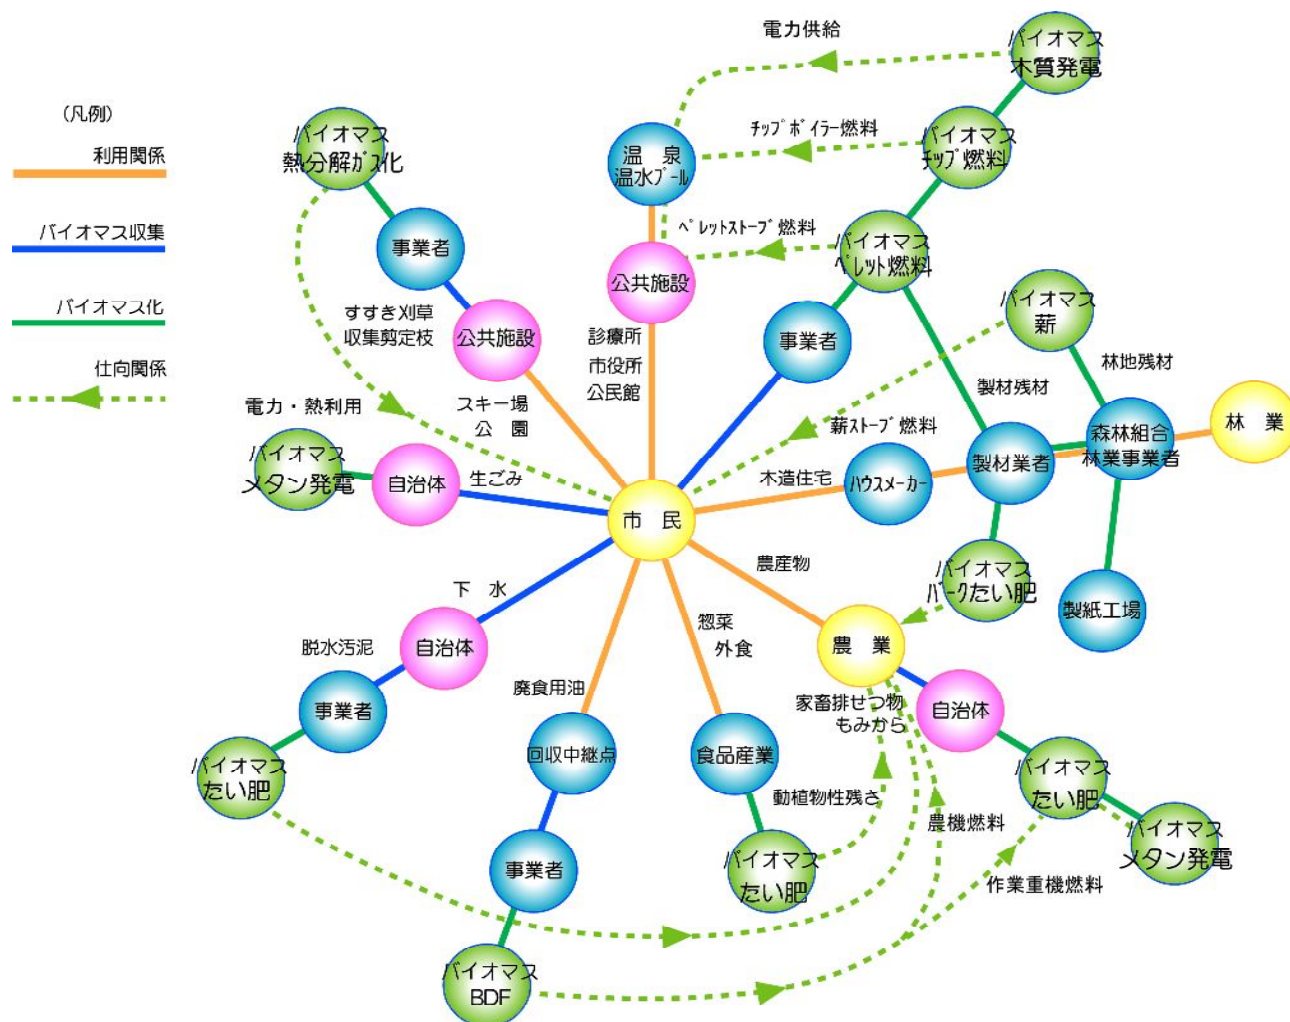 (凡例)
利用関係
バイオマス収集
バイオマス化
仕向関係
電力供給
バイオマス
木質発電
バイオマス
熱分解ガス化
チップボイラー燃料
バイオマス
チップ燃料
温　泉
温水プール
事業者
ペレットストーブ燃料
バイオマス
ペレット燃料
公共施設
すすき刈草
収集剪定枝
公共施設
診療所
市役所
公民館
事業者
バイオマス
薪
林地残材
製材残材
スキー場
公　園
電力・熱利用
薪ストーブ燃料
森林組合
林業事業者
林　業
バイオマス
メタン発電
自治体
生ごみ
木造住宅
ハウスメーカー
製材業者
市　民
農産物
バイオマス
バークたい肥
製紙工場
下　水
惣菜
外食
農　業
脱水汚泥
自治体
廃食用油
家畜排せつ物
もみから
自治体
事業者
回収中継点
食品産業
バイオマス
たい肥
バイオマス
たい肥
動植物性残さ
農機燃料
バイオマス
メタン発電
事業者
バイオマス
たい肥
作業重機燃料
バイオマス
BDF